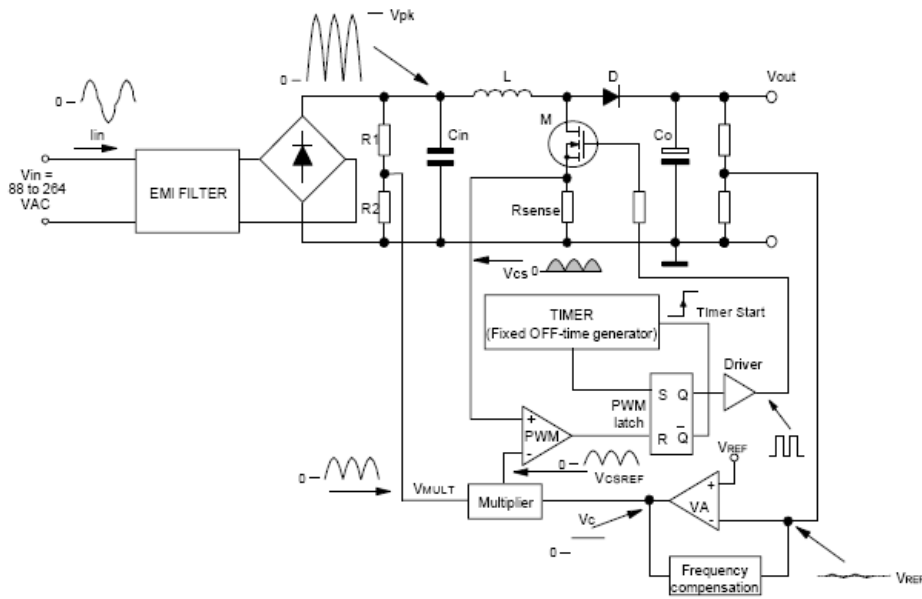 Vpk
0
0
L
D
Vout
M
Iin
R1
Cin
Co
Vin =
88 to 264
VAC
EMI FILTER
R2
Rsense
Vcs
0
TIMER
(Fixed OFF-time generator)
Timer Start
Driver
S Q
PWM
latch
R Q̅
+
PWM
-
0
VCSREF
VREF
0
VMULT
Multiplier
+
VA
-
Vc
0
Frequency
compensation
VREF